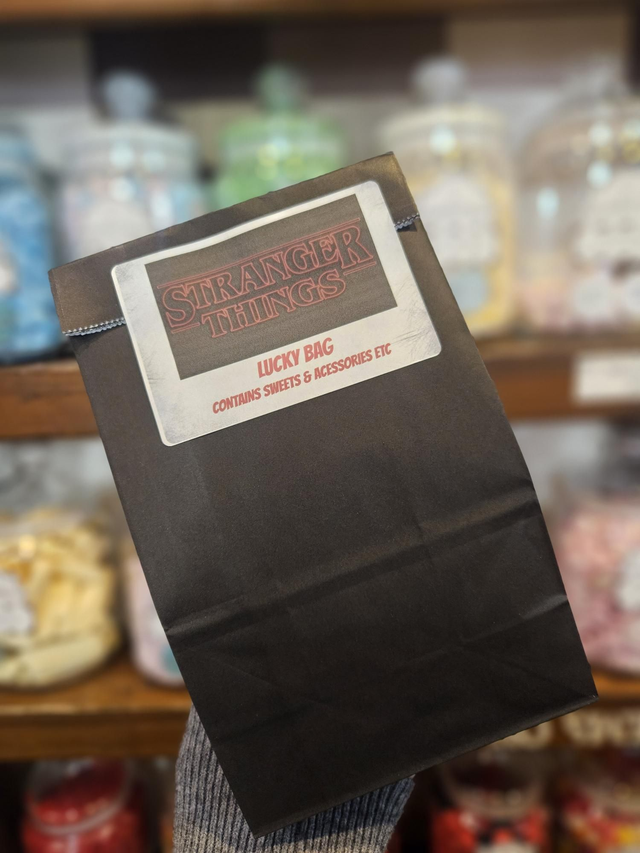 STRANGER
THINGS
LUCKY BAG
CONTAINS SWEETS & ACESSORIES ETC